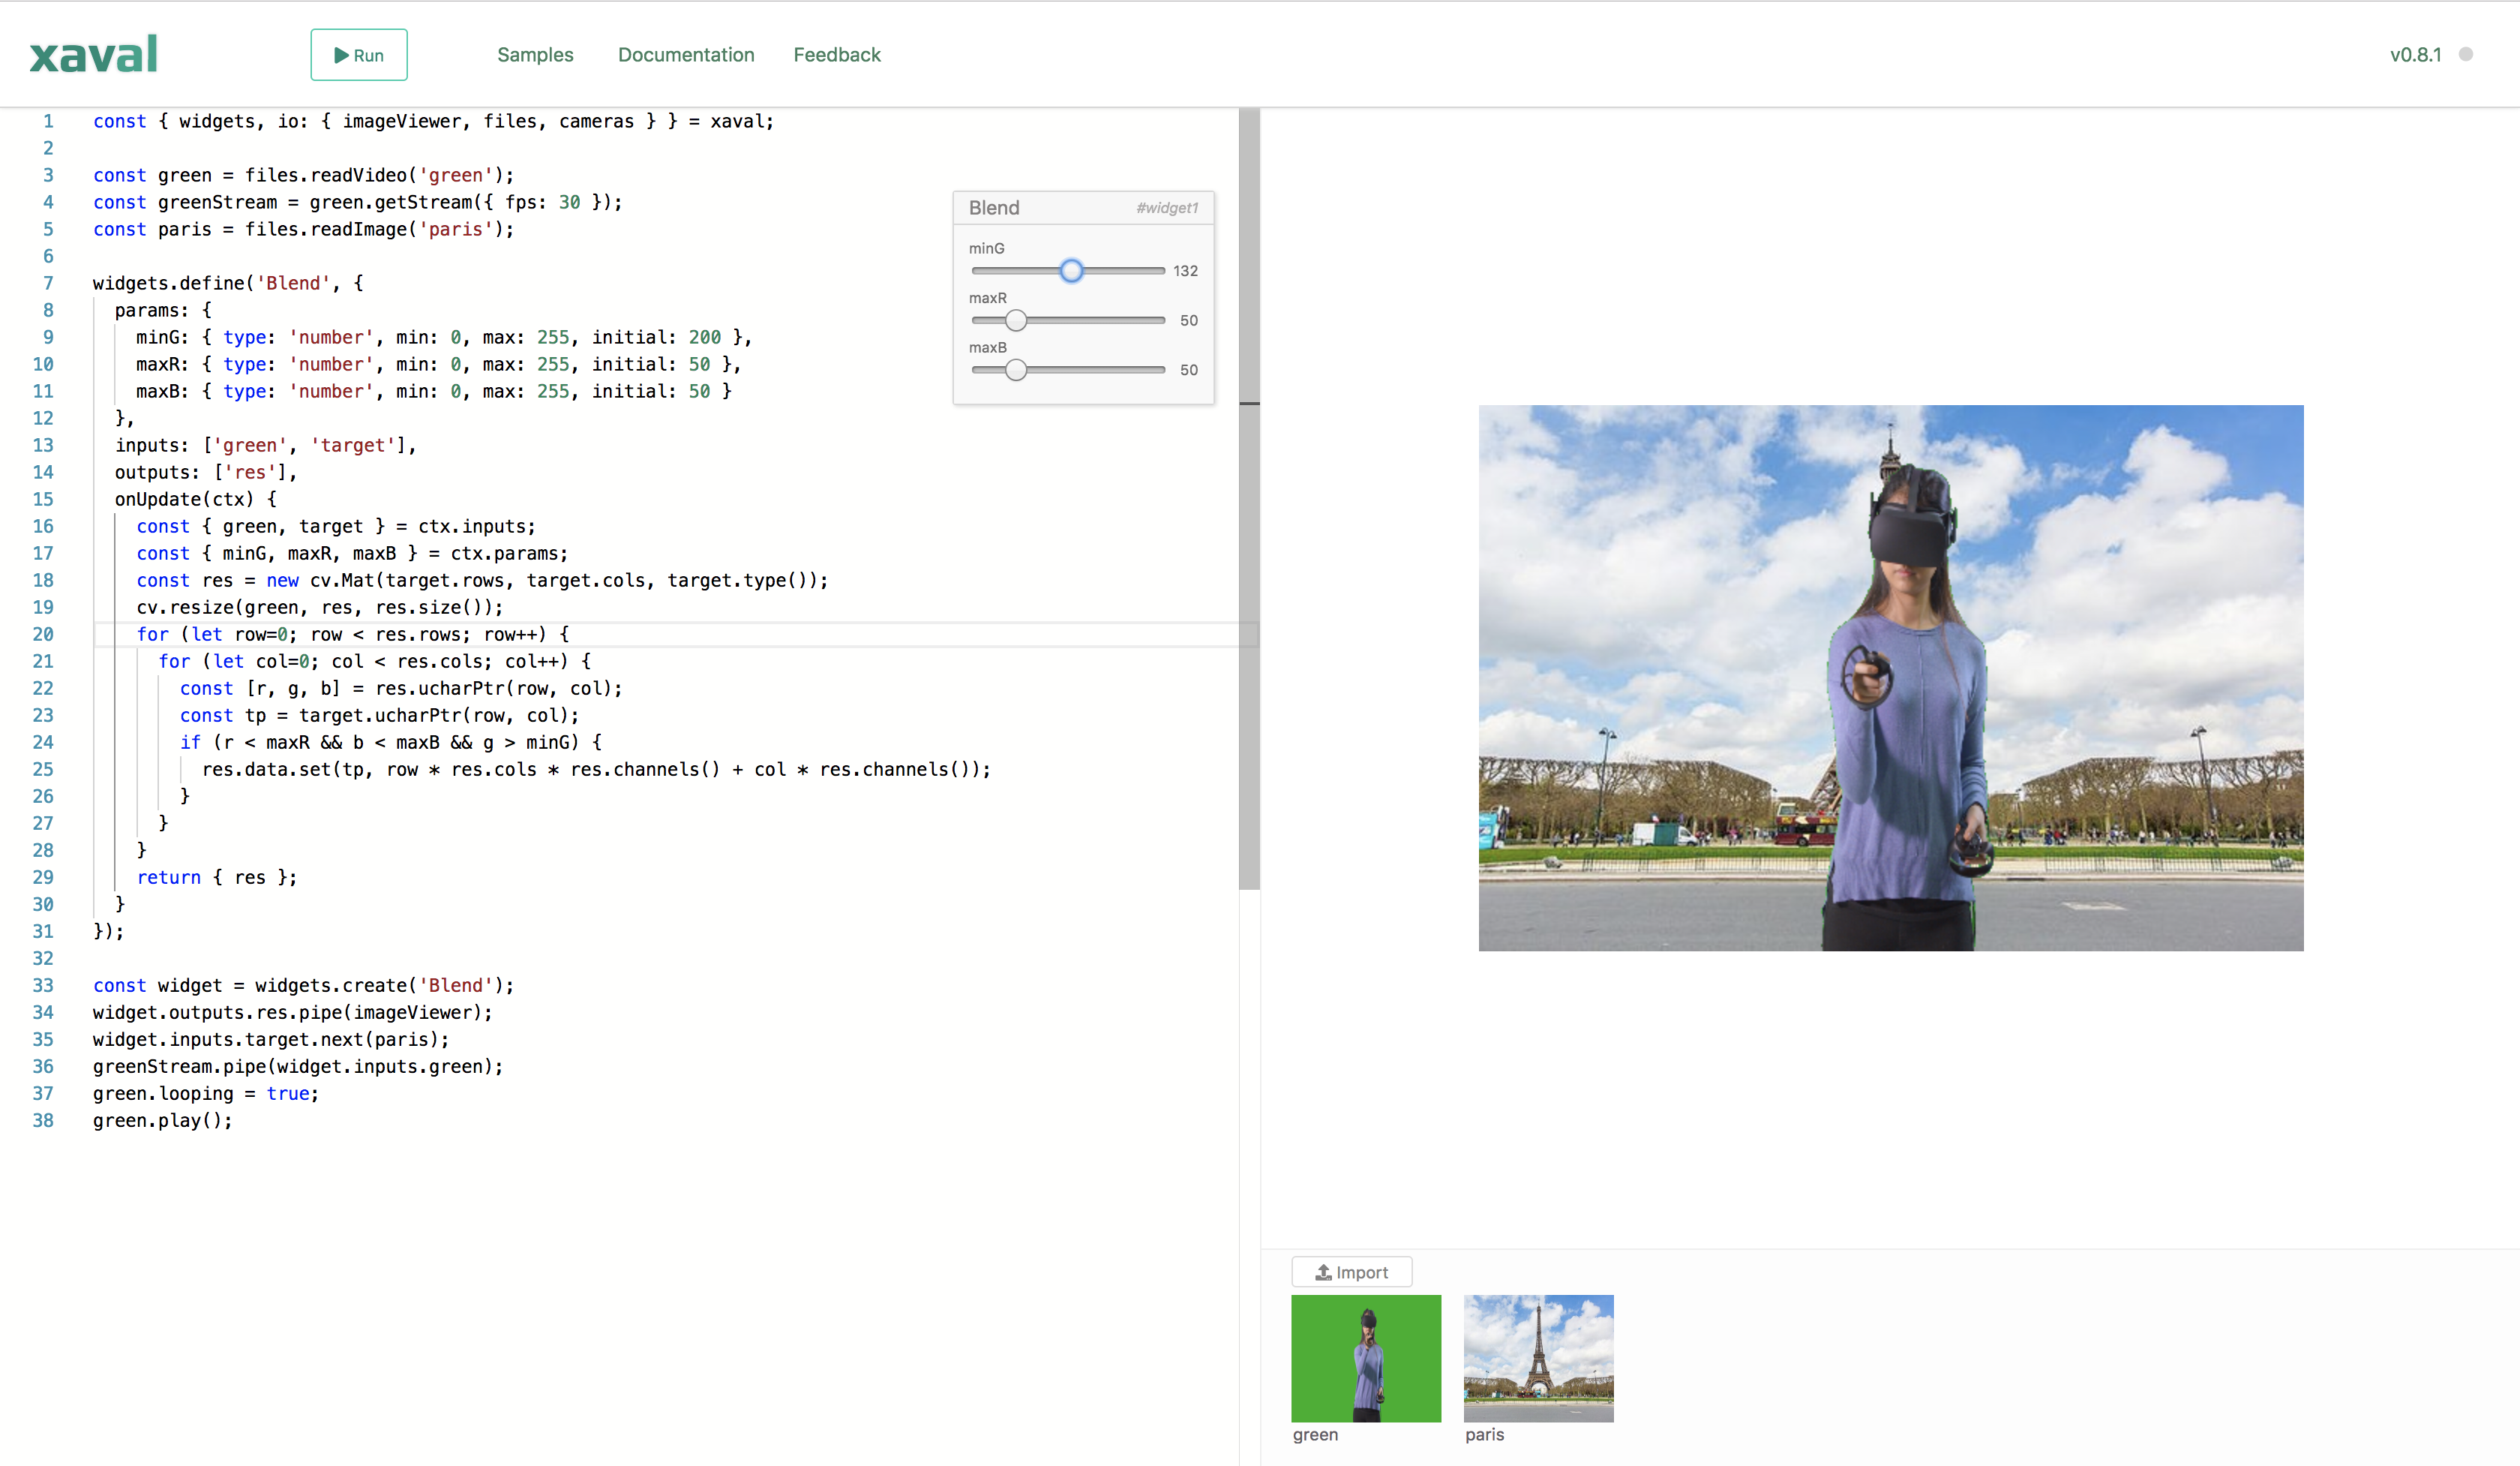 xaval
Run
Samples
Documentation
Feedback
v0.8.1
1 const { widgets, io: { imageViewer, files, cameras } } = xaval;
2
3 const green = files.readVideo('green');
4 const greenStream = green.getStream({ fps: 30 });
5 const paris = files.readImage('paris');
6
7 widgets.define('Blend', {
8   params: {
9     minG: { type: 'number', min: 0, max: 255, initial: 200 },
10     maxR: { type: 'number', min: 0, max: 255, initial: 50 },
11     maxB: { type: 'number', min: 0, max: 255, initial: 50 }
12   },
13   inputs: ['green', 'target'],
14   outputs: ['res'],
15   onUpdate(ctx) {
16     const { green, target } = ctx.inputs;
17     const { minG, maxR, maxB } = ctx.params;
18     const res = new cv.Mat(target.rows, target.cols, target.type());
19     cv.resize(green, res, res.size());
20     for (let row=0; row < res.rows; row++) {
21       for (let col=0; col < res.cols; col++) {
22         const [r, g, b] = res.ucharPtr(row, col);
23         const tp = target.ucharPtr(row, col);
24         if (r < maxR && b < maxB && g > minG) {
25           res.data.set(tp, row * res.cols * res.channels() + col * res.channels());
26         }
27       }
28     }
29     return { res };
30   }
31 });
32
33 const widget = widgets.create('Blend');
34 widget.outputs.res.pipe(imageViewer);
35 widget.inputs.target.next(paris);
36 greenStream.pipe(widget.inputs.green);
37 green.looping = true;
38 green.play();
Blend #widget1
minG
132
maxR
50
maxB
50
Import
green
paris